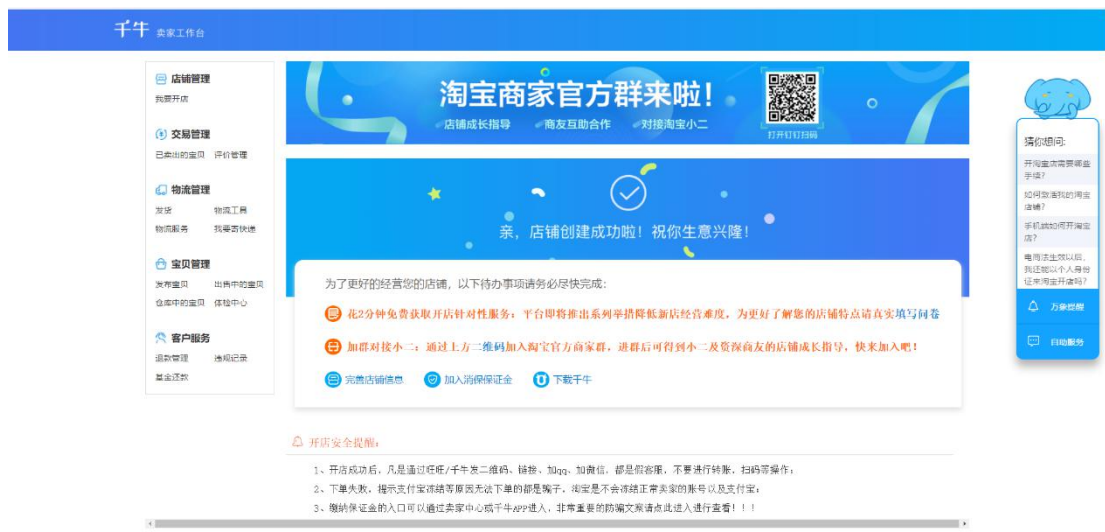 千牛 卖家工作台
店铺管理
我要开店
交易管理
已卖出的宝贝 评价管理
物流管理
发货 物流工具
物流服务 我要寄快递
宝贝管理
发布宝贝 出售中的宝贝
仓库中的宝贝 体检中心
客户服务
退款管理 违规记录
基金还款
淘宝商家官方群来啦!
店铺成长指导 商友互助合作 对接淘宝小二
打开钉钉扫码
亲,店铺创建成功啦!祝你生意兴隆!
为了更好的经营您的店铺,以下待办事项请务必尽快完成:
花2分钟免费获取开店针对性服务:平台即将推出系列举措降低新店经营难度,为更好了解您的店铺特点请真实填写问卷
加群对接小二:通过上方二维码加入淘宝官方商家群,进群后可得到小二及资深商友的店铺成长指导,快来加入吧!
完善店铺信息 加入消保保证金 下载千牛
开店安全提醒:
1、开店成功后,凡是通过旺旺/千牛发二维码、链接、加qq、加微信,都是假客服,不要进行转账,扫码等操作;
2、下单失败,提示支付宝冻结等原因无法下单的都是骗子,淘宝是不会冻结正常卖家的账号以及支付宝;
3、缴纳保证金的入口可以通过卖家中心或千牛APP进入,非常重要的防骗文案请点此进入进行查看!!!
猜你想问:
开淘宝店需要哪些
手续?
如何激活我的淘宝
店铺?
手机端如何开淘宝
店?
电商法生效以后,
我还能以个人身份
证来淘宝开店吗?
万象提醒
自助服务